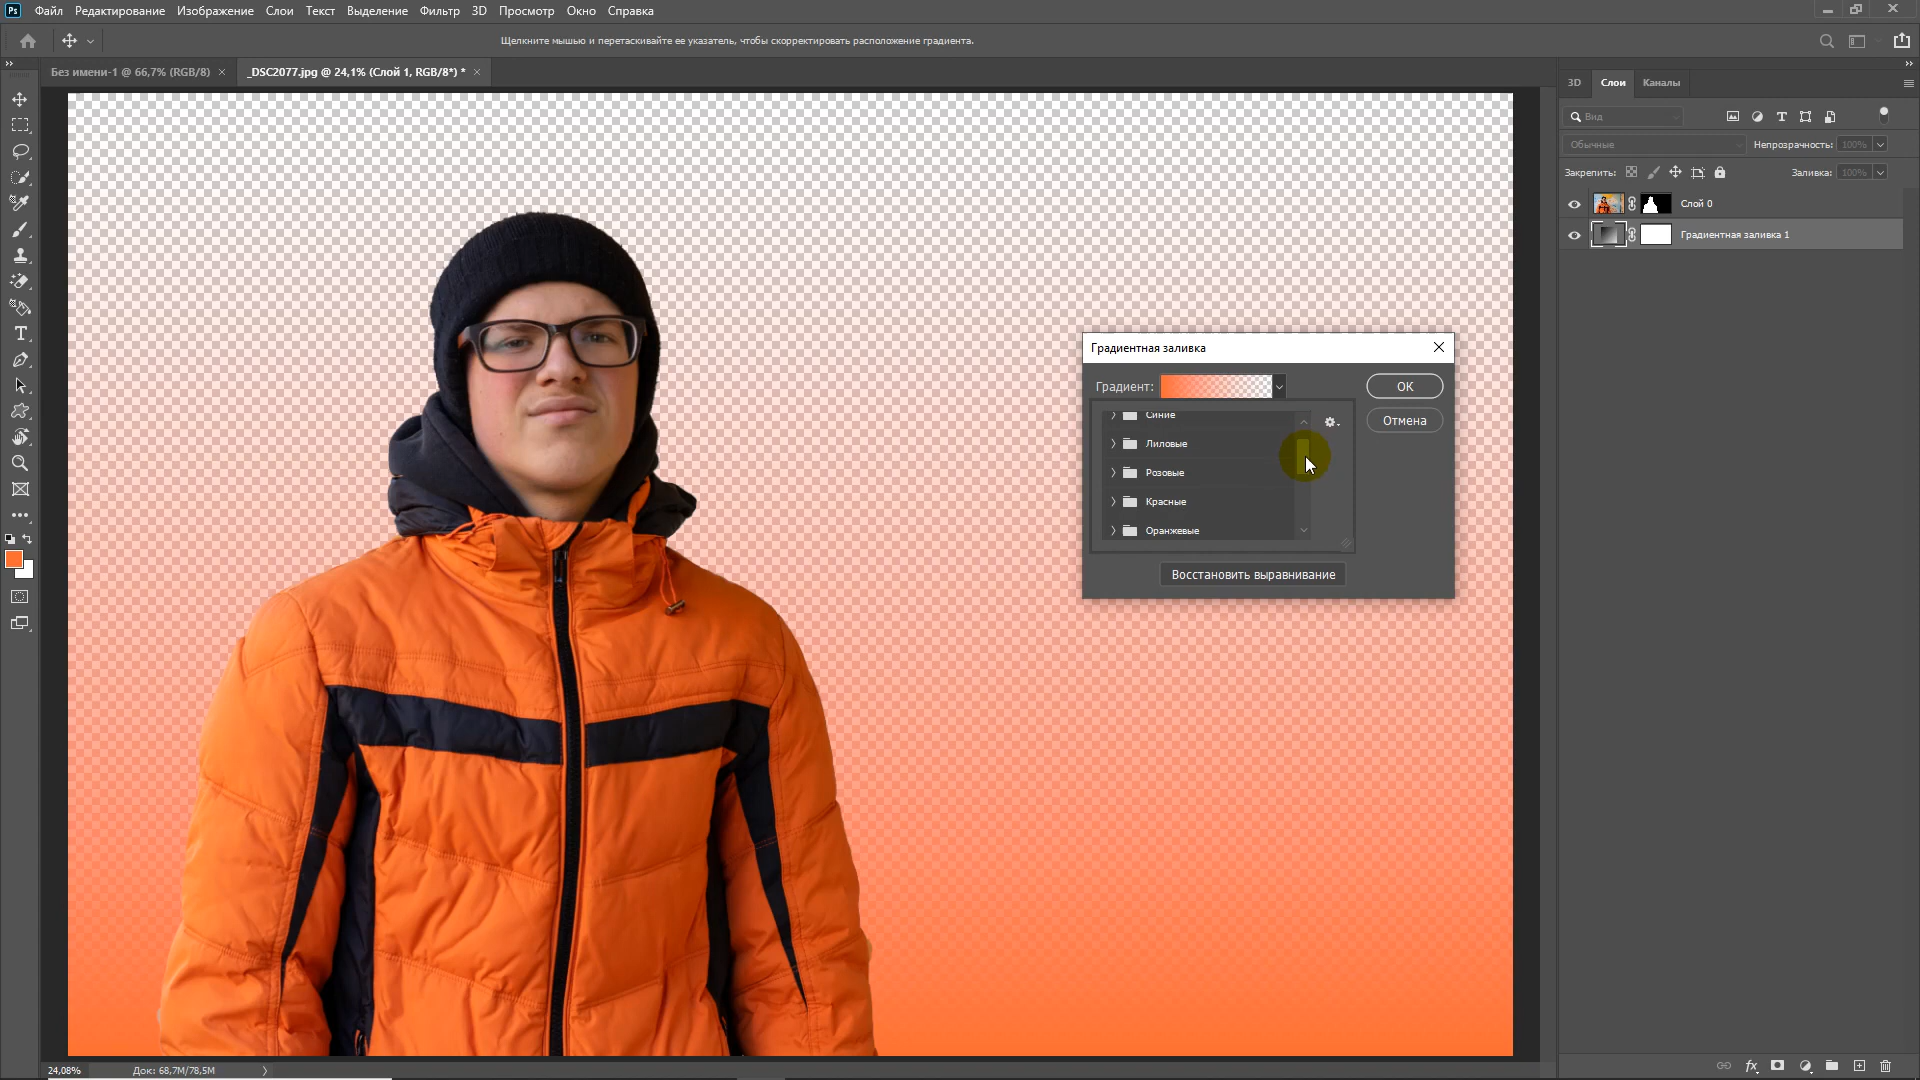 Ps Файл Редактирование Изображение Слои Текст Выделение Фильтр 3D Просмотр Окно Справка
Щелкните мышью и перетаскивайте ее указатель, чтобы скорректировать расположение градиента.
Без имени-1 @ 66,7% (RGB/8) × _DSC2077.jpg @ 24,1% (Слой 1, RGB/8*) * ×
3D Слои Каналы
Вид
Обычные Непрозрачность: 100%
Закрепить: Заливка: 100%
Слой 0
Градиентная заливка 1
Градиентная заливка
Градиент: ОК
Синие
Отмена
Лиловые
Розовые
Красные
Оранжевые
Восстановить выравнивание
24,08% Док: 68,7M/78,5M
fx